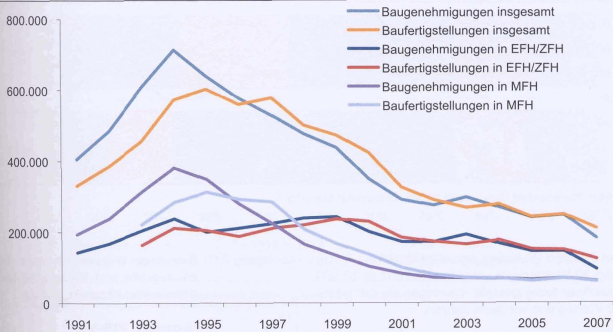 Baugenehmigungen insgesamt
Baufertigstellungen insgesamt
Baugenehmigungen in EFH/ZFH
Baufertigstellungen in EFH/ZFH
Baugenehmigungen in MFH
Baufertigstellungen in MFH
800.000
600.000
400.000
200.000
0
1991 1993 1995 1997 1999 2001 2003 2005 2007